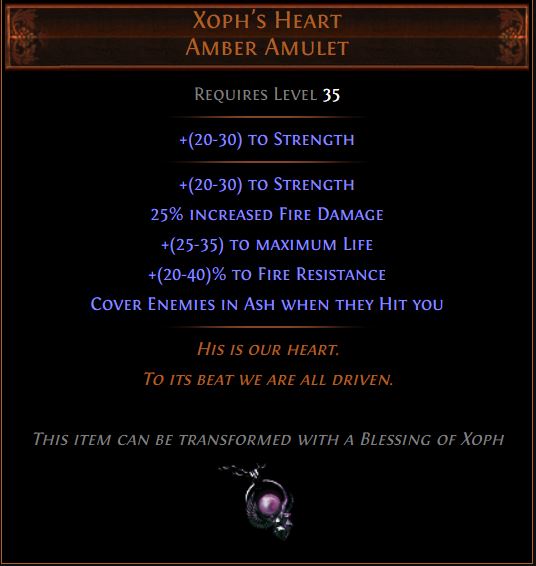 Xoph's Heart
Amber Amulet
Requires Level 35
+(20-30) to Strength
+(20-30) to Strength
25% increased Fire Damage
+(25-35) to maximum Life
+(20-40)% to Fire Resistance
Cover Enemies in Ash when they Hit you
His is our heart.
To its beat we are all driven.
This item can be transformed with a Blessing of Xoph